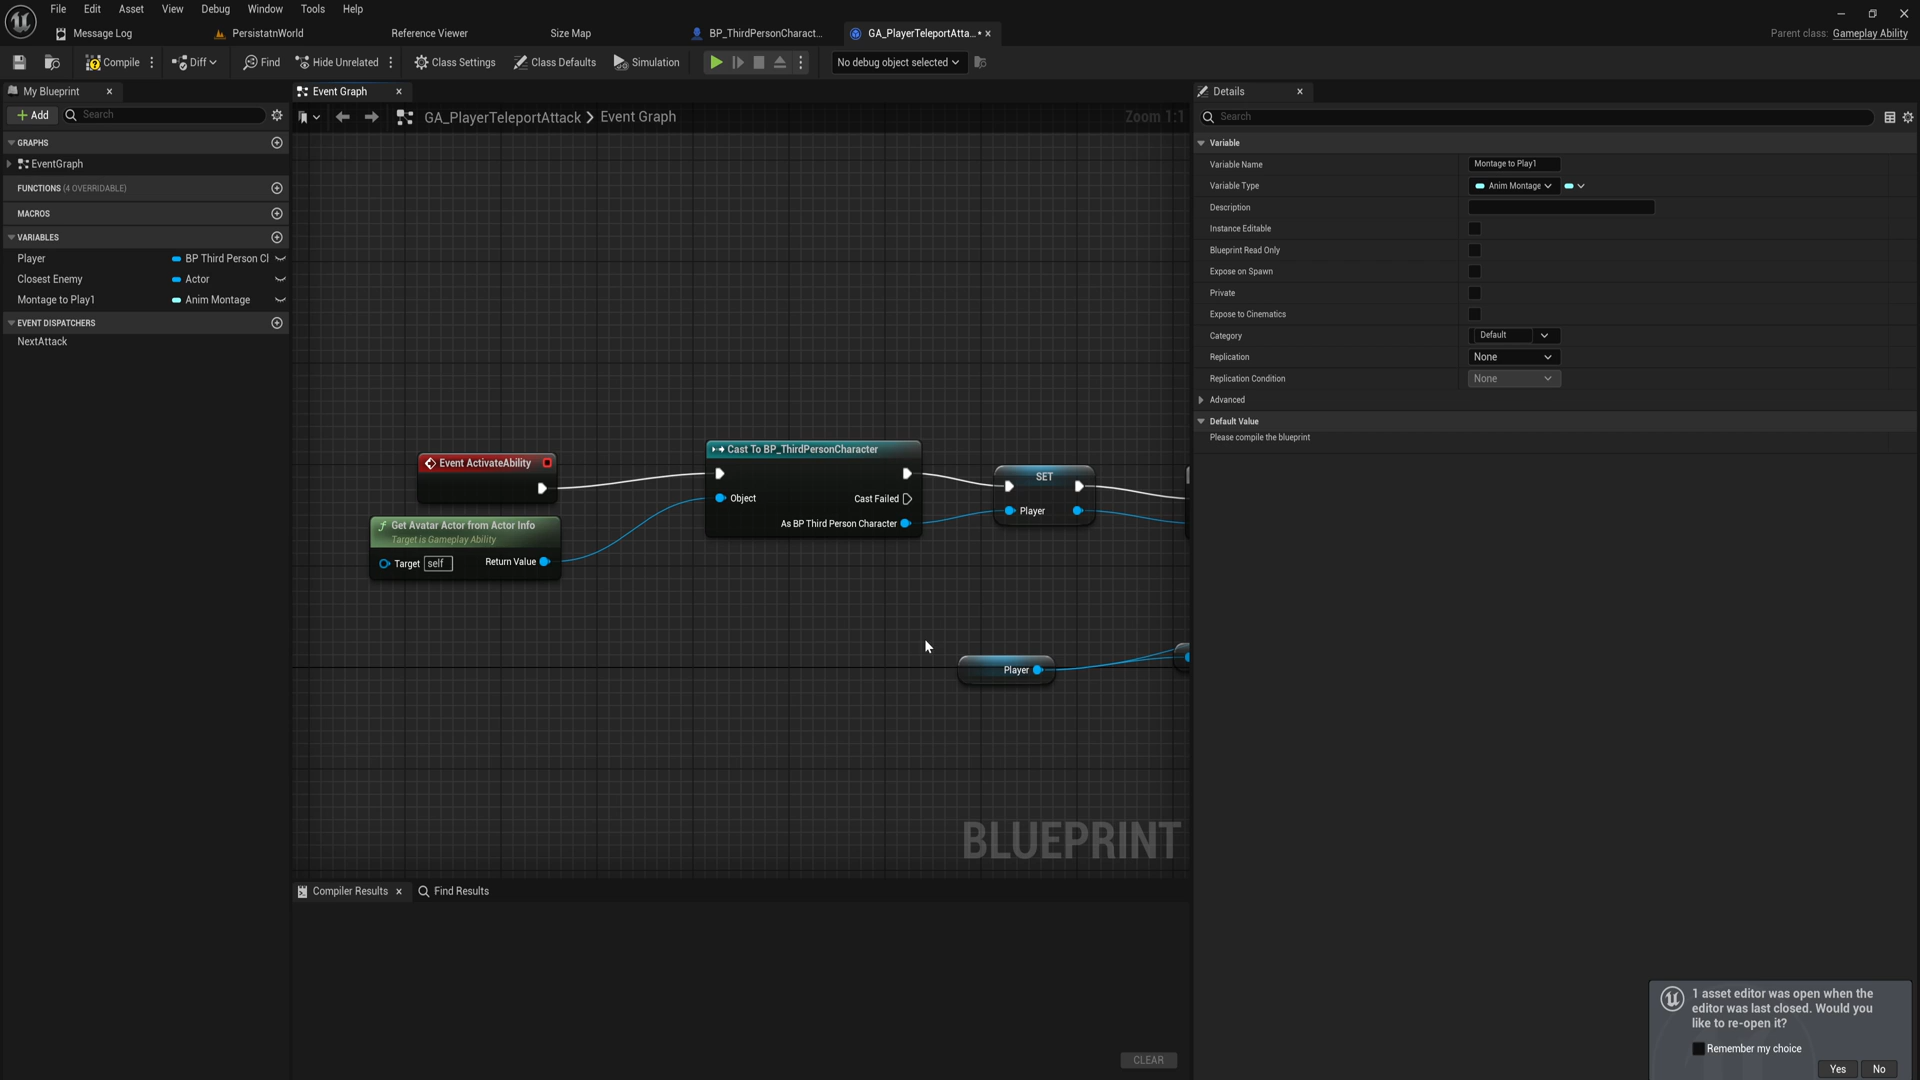 File Edit Asset View Debug Window Tools Help
Message Log PersistatnWorld Reference Viewer Size Map BP_ThirdPersonCharact... GA_PlayerTeleportAtta...•
Parent class: Gameplay Ability
Compile Diff Find Hide Unrelated Class Settings Class Defaults Simulation No debug object selected
My Blueprint
Add Search
GRAPHS
EventGraph
FUNCTIONS (4 OVERRIDABLE)
MACROS
VARIABLES
Player BP Third Person Cl
Closest Enemy Actor
Montage to Play1 Anim Montage
EVENT DISPATCHERS
NextAttack
Event Graph
GA_PlayerTeleportAttack > Event Graph
Zoom 1:1
Event ActivateAbility
Get Avatar Actor from Actor Info
Target is Gameplay Ability
Target self Return Value
Cast To BP_ThirdPersonCharacter
Object Cast Failed
As BP Third Person Character
SET
Player
Player
BLUEPRINT
Compiler Results Find Results
CLEAR
Details
Search
Variable
Variable Name Montage to Play1
Variable Type Anim Montage
Description
Instance Editable
Blueprint Read Only
Expose on Spawn
Private
Expose to Cinematics
Category Default
Replication None
Replication Condition None
Advanced
Default Value
Please compile the blueprint
1 asset editor was open when the
editor was last closed. Would you
like to re-open it?
Remember my choice
Yes No